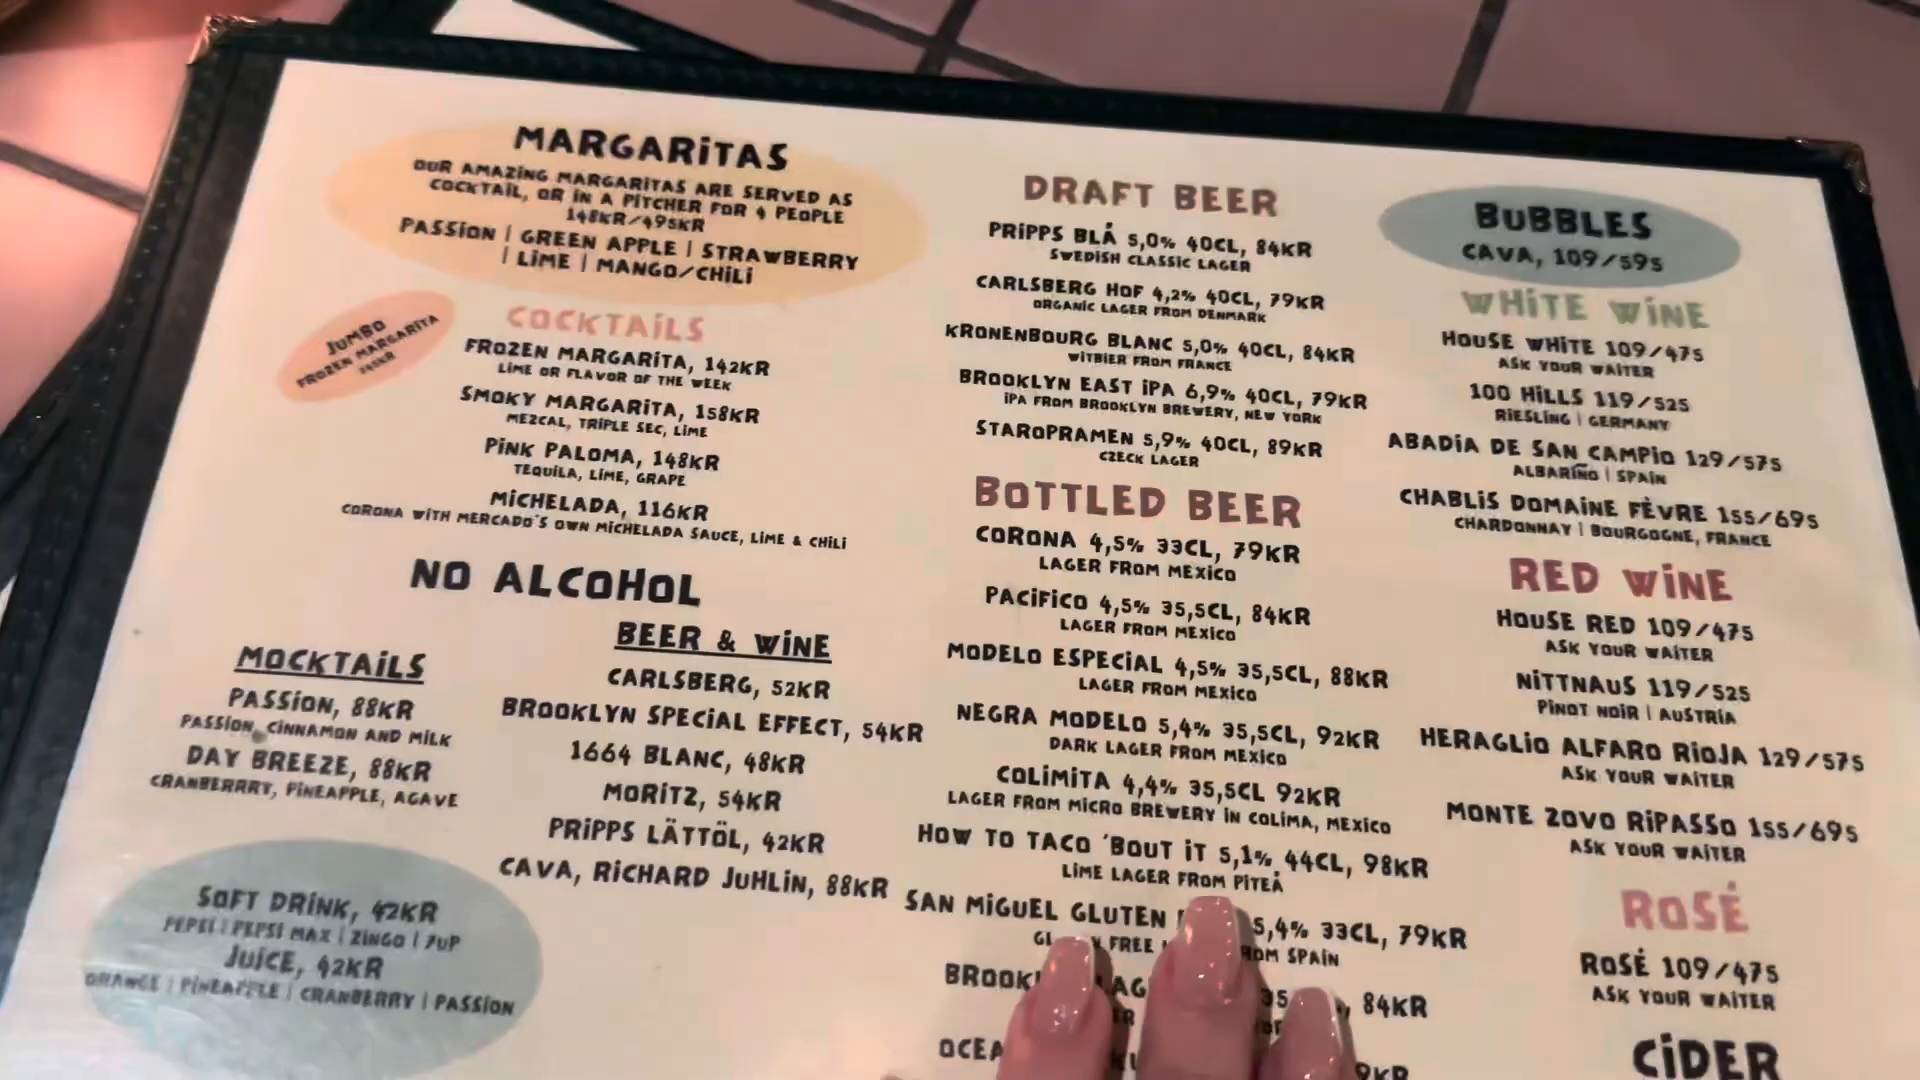 MARGARITAS
OUR AMAZING MARGARITAS ARE SERVED AS
COCKTAIL, OR IN A PITCHER FOR 4 PEOPLE
148KR/495KR
PASSION | GREEN APPLE | STRAWBERRY
| LIME | MANGO/CHILI
JUMBO
FROZEN MARGARITA
COCKTAILS
FROZEN MARGARITA, 142KR
LIME OR FLAVOR OF THE WEEK
SMOKY MARGARITA, 158KR
MEZCAL, TRIPLE SEC, LIME
PINK PALOMA, 148KR
TEQUILA, LIME, GRAPE
MICHELADA, 116KR
CORONA WITH MERCADO'S OWN MICHELADA SAUCE, LIME & CHILI
NO ALCOHOL
MOCKTAILS
PASSION, 88KR
PASSION, CINNAMON AND MILK
DAY BREEZE, 88KR
CRANBERRRY, PINEAPPLE, AGAVE
BEER & WINE
CARLSBERG, 52KR
BROOKLYN SPECIAL EFFECT, 54KR
1664 BLANC, 48KR
MORITZ, 54KR
PRIPPS LÄTTÖL, 42KR
CAVA, RICHARD JUHLIN, 88KR
SOFT DRINK, 42KR
PEPSI | PEPSI MAX | ZINGO | 7UP
JUICE, 42KR
ORANGE | PINEAPPLE | CRANBERRY | PASSION
DRAFT BEER
PRIPPS BLÅ 5,0% 40CL, 84KR
SWEDISH CLASSIC LAGER
CARLSBERG HOF 4,2% 40CL, 79KR
ORGANIC LAGER FROM DENMARK
KRONENBOURG BLANC 5,0% 40CL, 84KR
WITBIER FROM FRANCE
BROOKLYN EAST IPA 6,9% 40CL, 79KR
IPA FROM BROOKLYN BREWERY, NEW YORK
STAROPRAMEN 5,9% 40CL, 89KR
CZECK LAGER
BOTTLED BEER
CORONA 4,5% 33CL, 79KR
LAGER FROM MEXICO
PACIFICO 4,5% 35,5CL, 84KR
LAGER FROM MEXICO
MODELO ESPECIAL 4,5% 35,5CL, 88KR
LAGER FROM MEXICO
NEGRA MODELO 5,4% 35,5CL, 92KR
DARK LAGER FROM MEXICO
COLIMITA 4,4% 35,5CL 92KR
LAGER FROM MICRO BREWERY IN COLIMA, MEXICO
HOW TO TACO 'BOUT IT 5,1% 44CL, 98KR
LIME LAGER FROM PITEÅ
SAN MIGUEL GLUTEN 5,4% 33CL, 79KR
FREE FROM SPAIN
84KR
BUBBLES
CAVA, 109/595
WHITE WINE
HOUSE WHITE 109/475
ASK YOUR WAITER
100 HILLS 119/525
RIESLING | GERMANY
ABADIA DE SAN CAMPIO 129/575
ALBARIÑO | SPAIN
CHABLIS DOMAINE FÈVRE 155/695
CHARDONNAY | BOURGOGNE, FRANCE
RED WINE
HOUSE RED 109/475
ASK YOUR WAITER
NITTNAUS 119/525
PINOT NOIR | AUSTRIA
HERAGLIO ALFARO RIOJA 129/575
ASK YOUR WAITER
MONTE ZOVO RIPASSO 155/695
ASK YOUR WAITER
ROSÉ
ROSÉ 109/475
ASK YOUR WAITER
CIDER